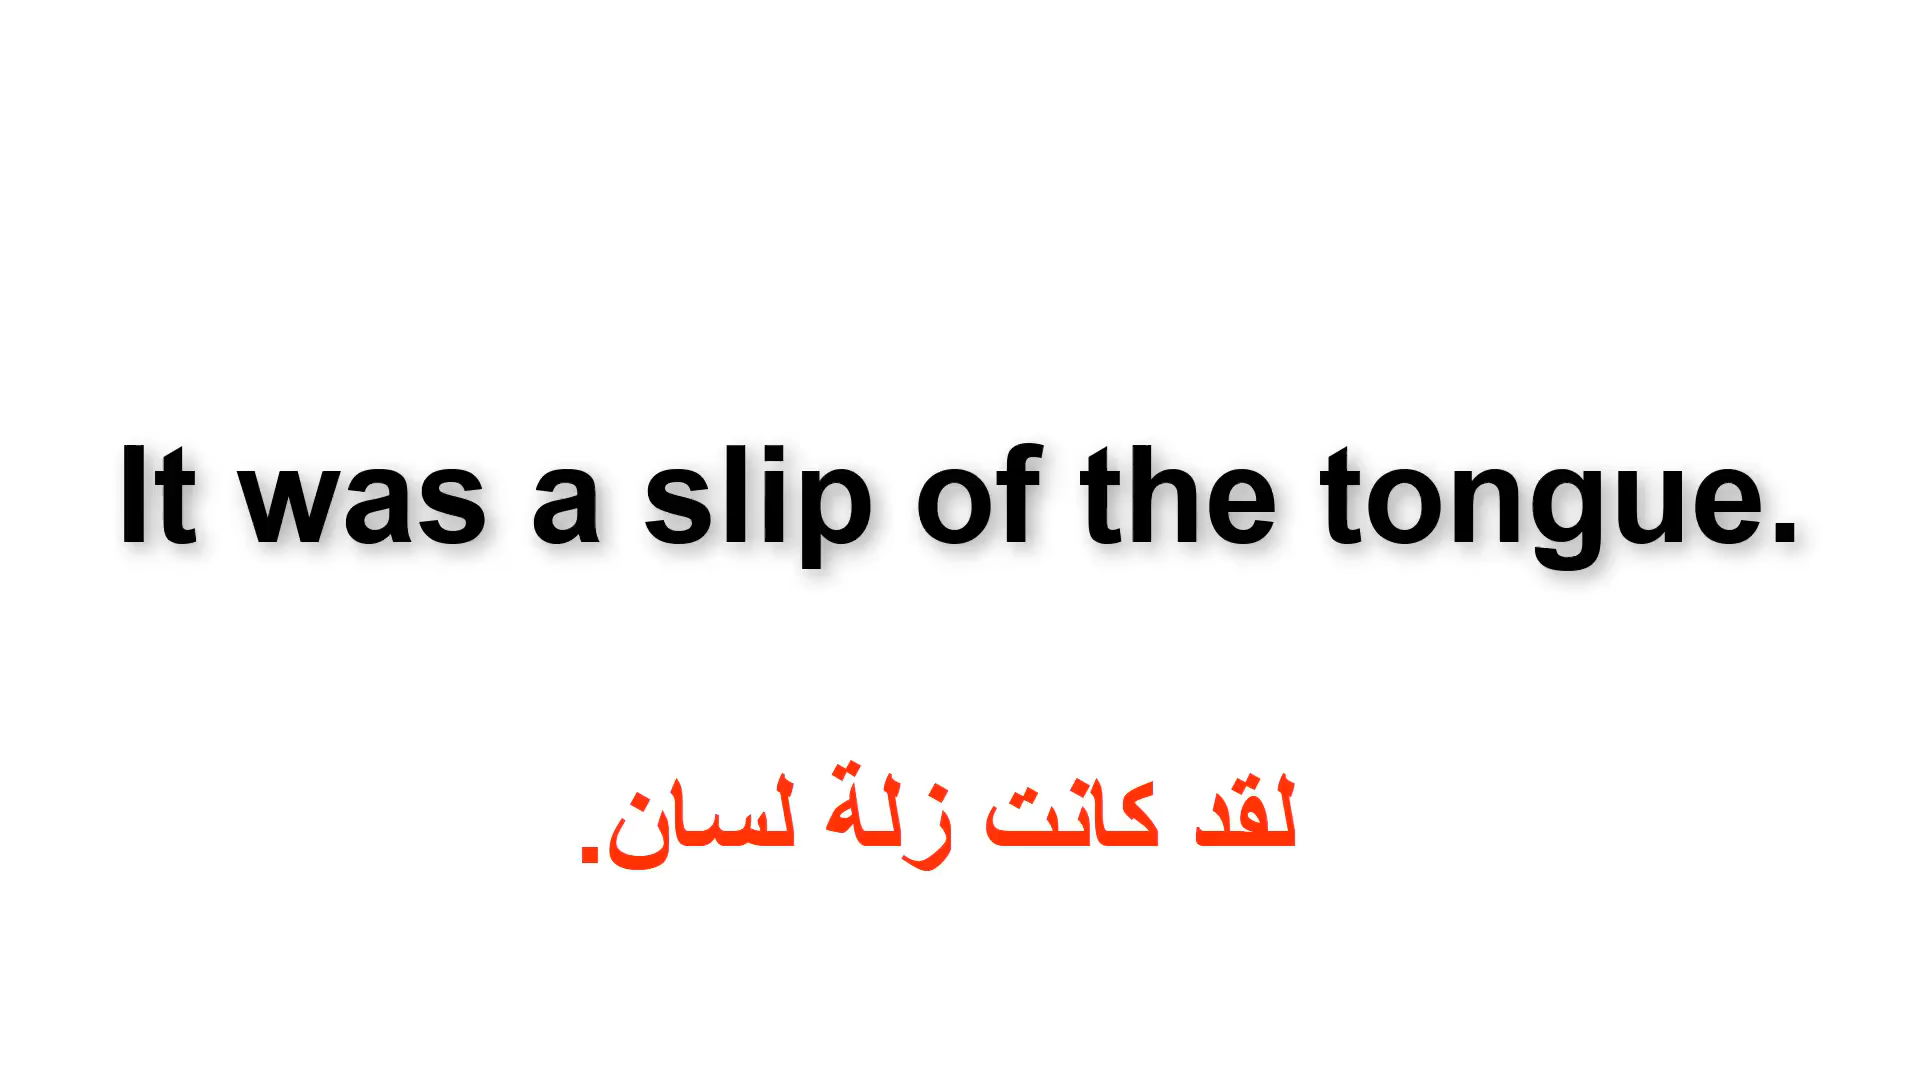 It was a slip of the tongue.
لقد كانت زلة لسان.